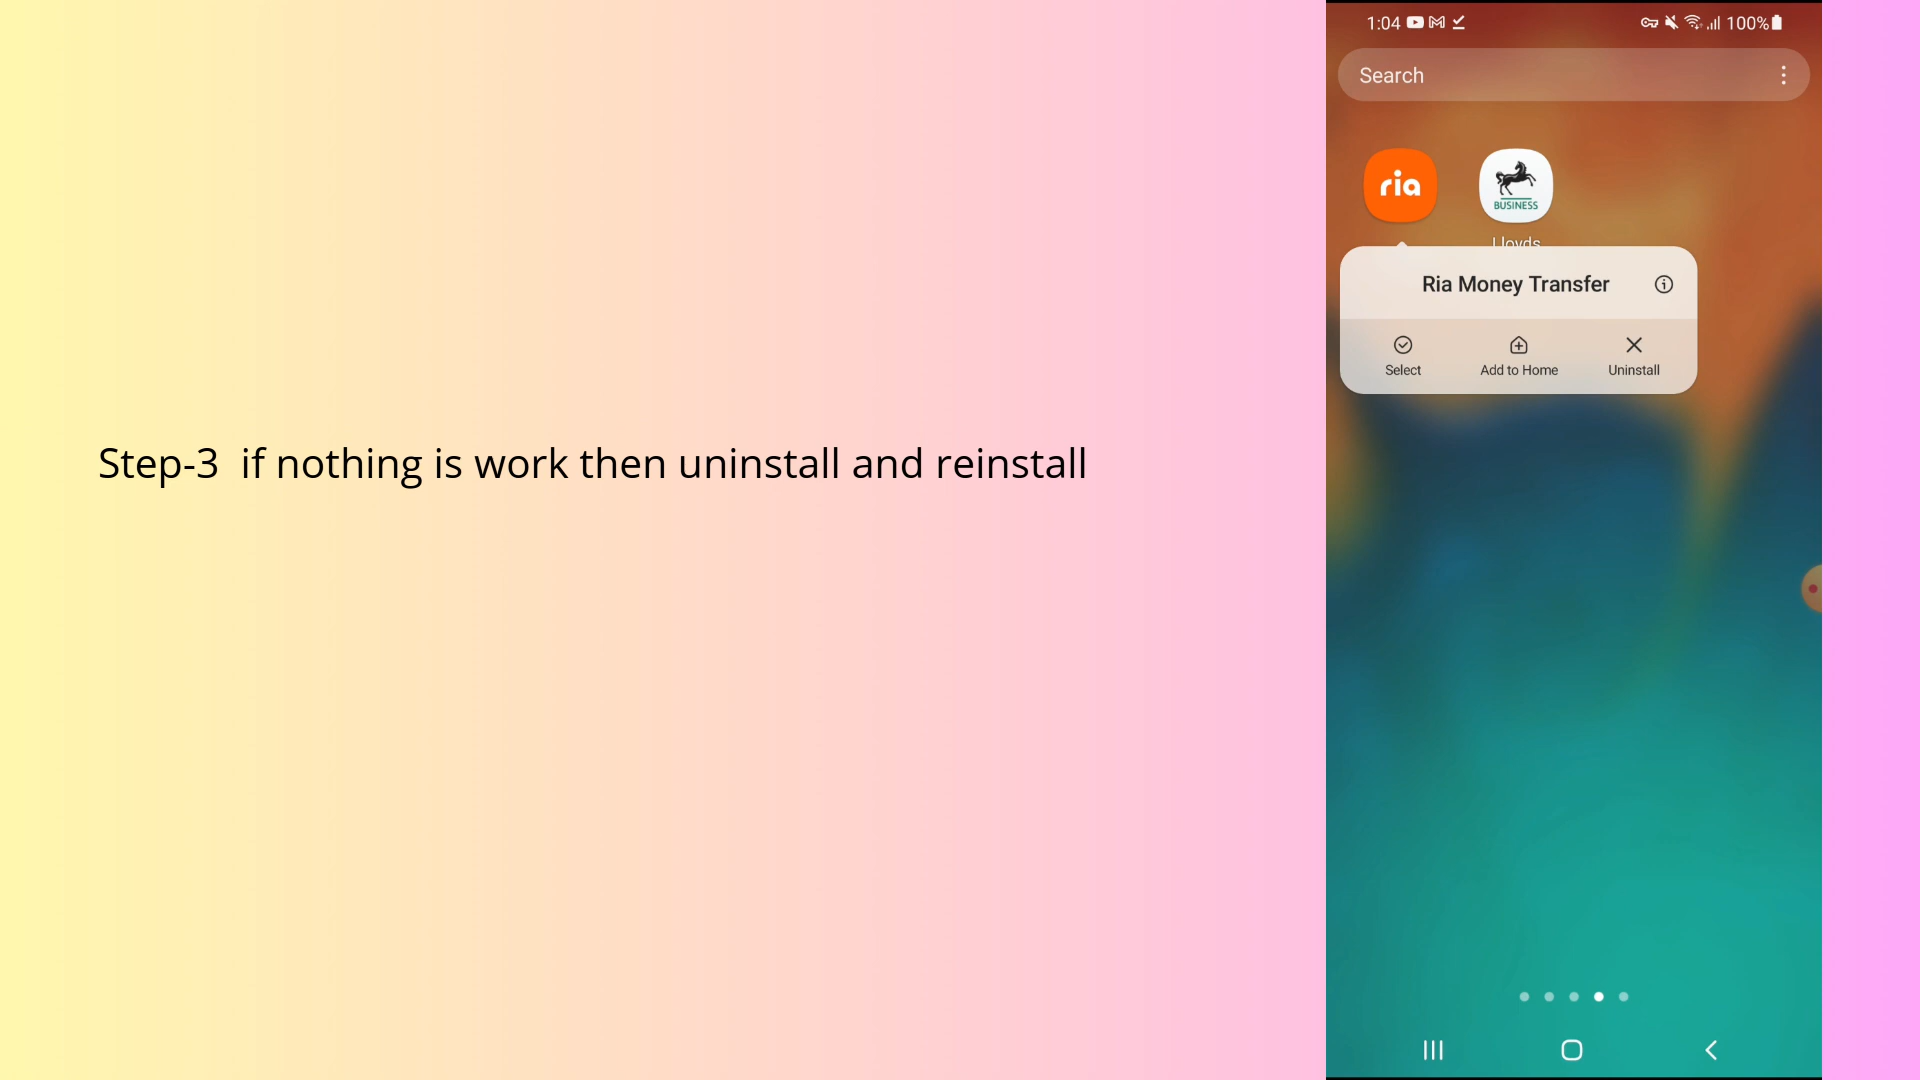 1:04
100%
Search
ria
BUSINESS
Lloyds
Ria Money Transfer
Select
Add to Home
Uninstall
Step-3  if nothing is work then uninstall and reinstall